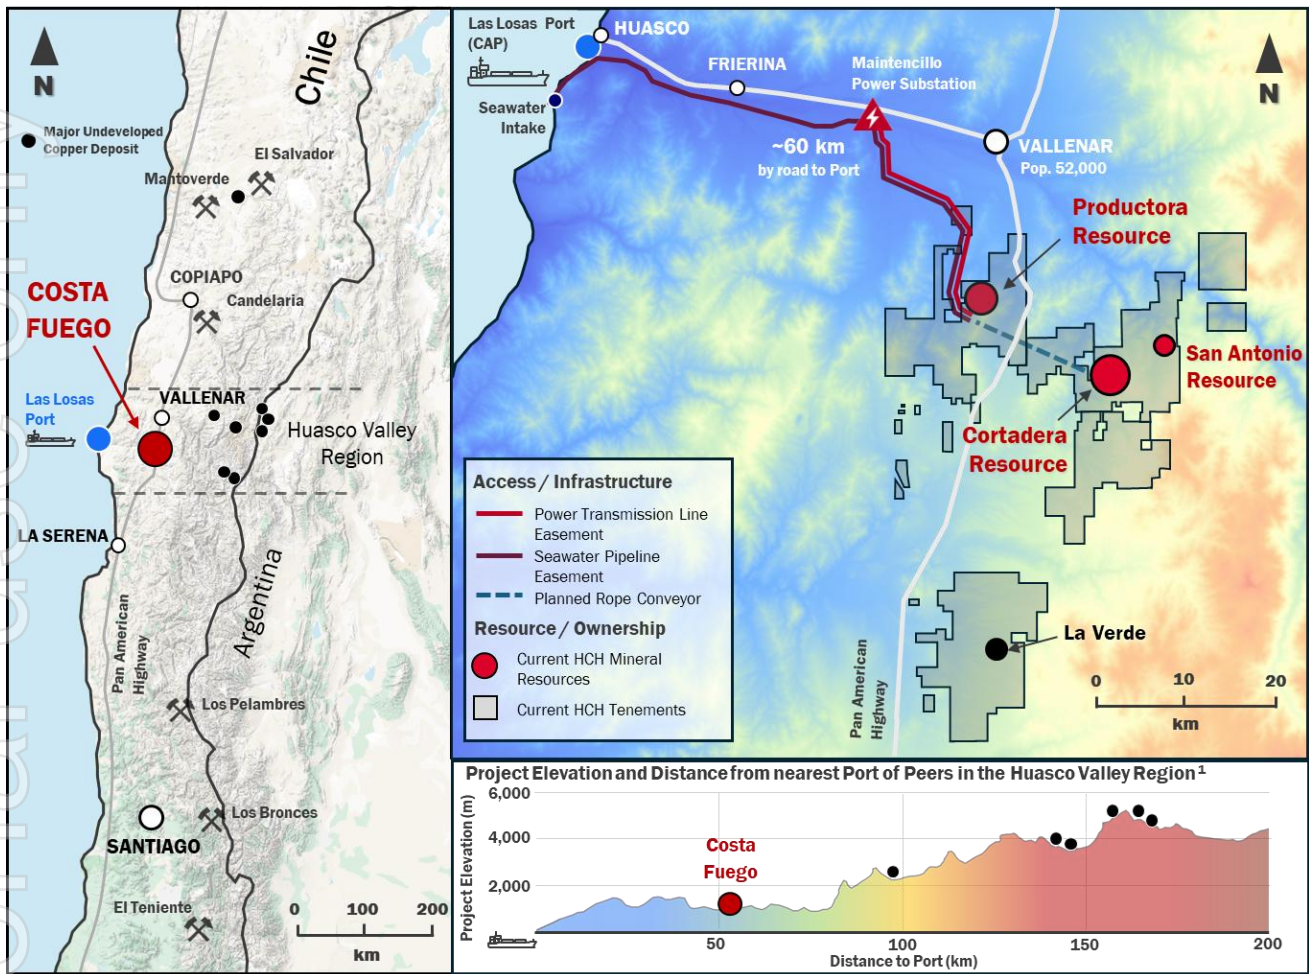 N
Chile
Major Undeveloped
Copper Deposit
El Salvador
Mantoverde
COPIAPO
Candelaria
COSTA
FUEGO
VALLENAR
Las Losas
Port
Huasco Valley
Region
LA SERENA
Argentina
Pan American
Highway
Los Pelambres
Los Bronces
SANTIAGO
El Teniente
0 100 200
km
Las Losas Port
(CAP)
HUASCO
FRIERINA
Maintencillo
Power Substation
N
Seawater
Intake
~60 km
by road to Port
VALLENAR
Pop. 52,000
Productora
Resource
San Antonio
Resource
Cortadera
Resource
Access / Infrastructure
Power Transmission Line
Easement
Seawater Pipeline
Easement
Planned Rope Conveyor
Resource / Ownership
Current HCH Mineral
Resources
Current HCH Tenements
La Verde
Pan American
Highway
0 10 20
km
Project Elevation and Distance from nearest Port of Peers in the Huasco Valley Region¹
Project Elevation (m)
6,000
4,000
2,000
Costa
Fuego
50 100 150 200
Distance to Port (km)